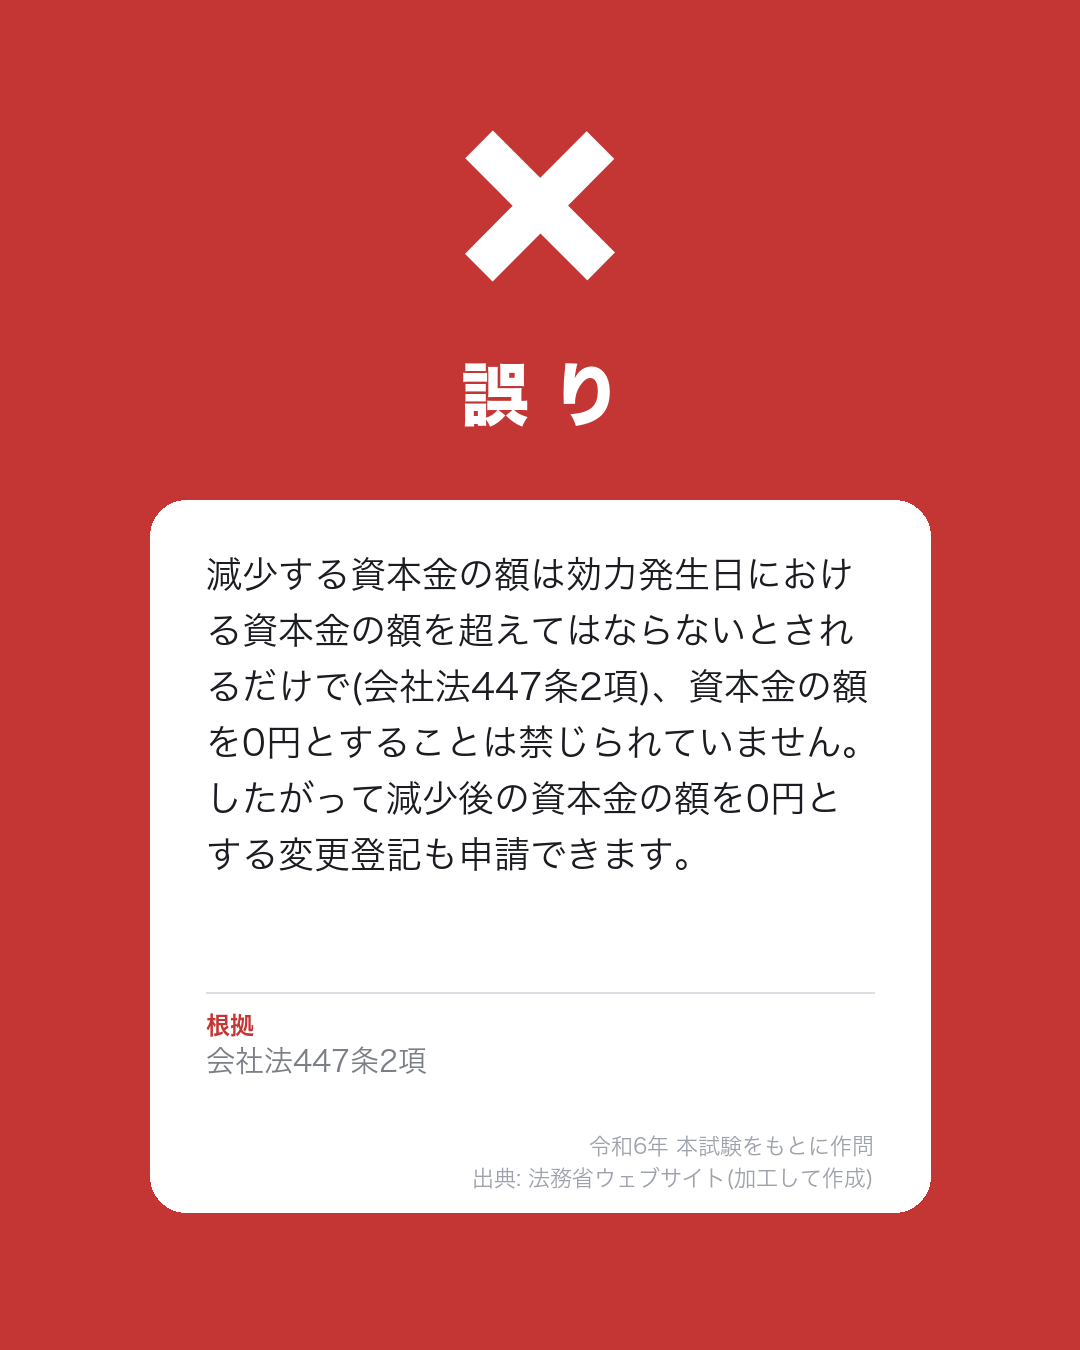 誤り
減少する資本金の額は効力発生日におけ
る資本金の額を超えてはならないとされ
るだけで(会社法447条2項)、資本金の額
を0円とすることは禁じられていません。
したがって減少後の資本金の額を0円と
する変更登記も申請できます。
根拠
会社法447条2項
令和6年 本試験をもとに作問
出典: 法務省ウェブサイト(加工して作成)